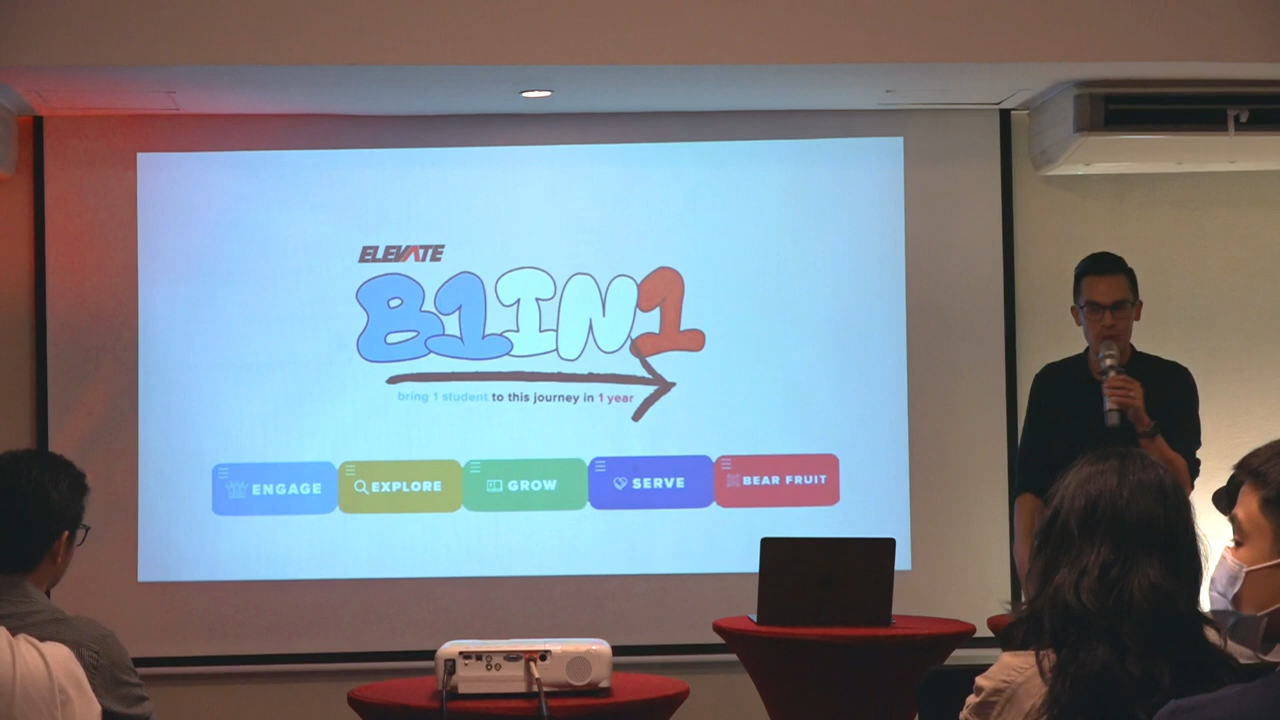 ELEVATE
B1IN1
bring 1 student to this journey in 1 year
ENGAGE EXPLORE GROW SERVE BEAR FRUIT